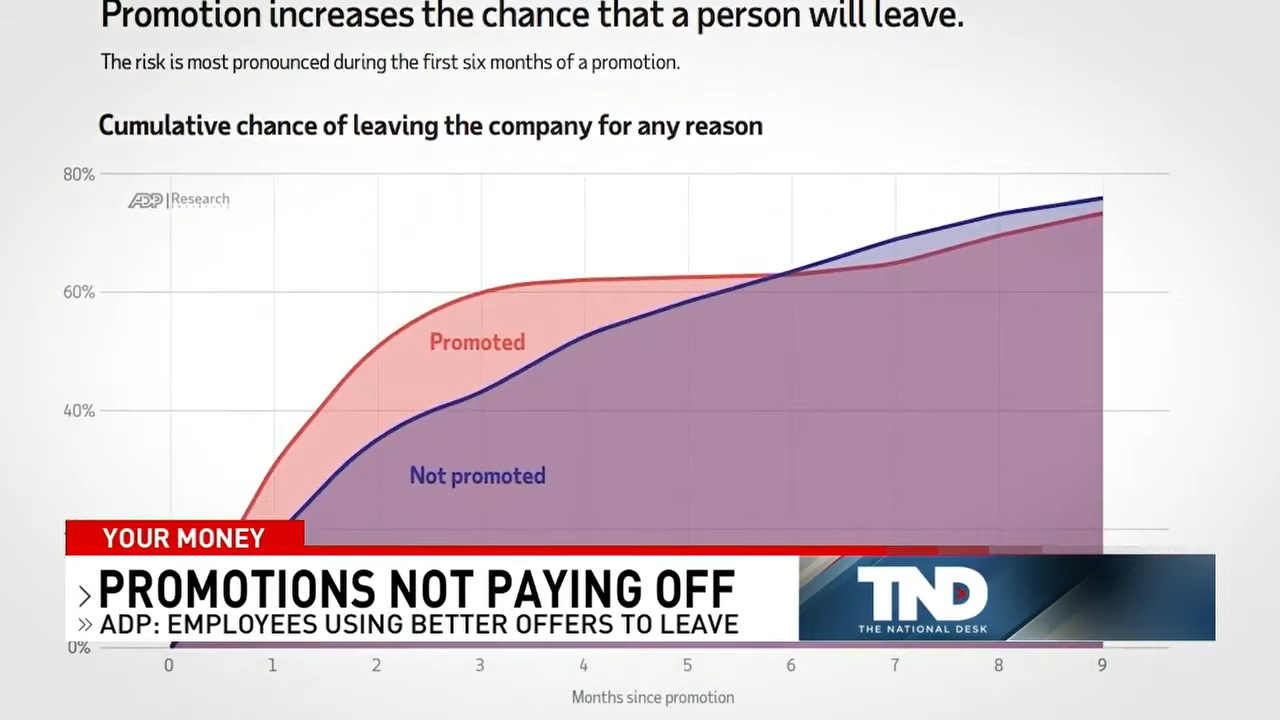 Promotion increases the chance that a person will leave.
The risk is most pronounced during the first six months of a promotion.
Cumulative chance of leaving the company for any reason
80%
ADP | Research
60%
Promoted
40%
Not promoted
YOUR MONEY
PROMOTIONS NOT PAYING OFF
ADP: EMPLOYEES USING BETTER OFFERS TO LEAVE
TND
THE NATIONAL DESK
0%
0 1 2 3 4 5 6 7 8 9
Months since promotion